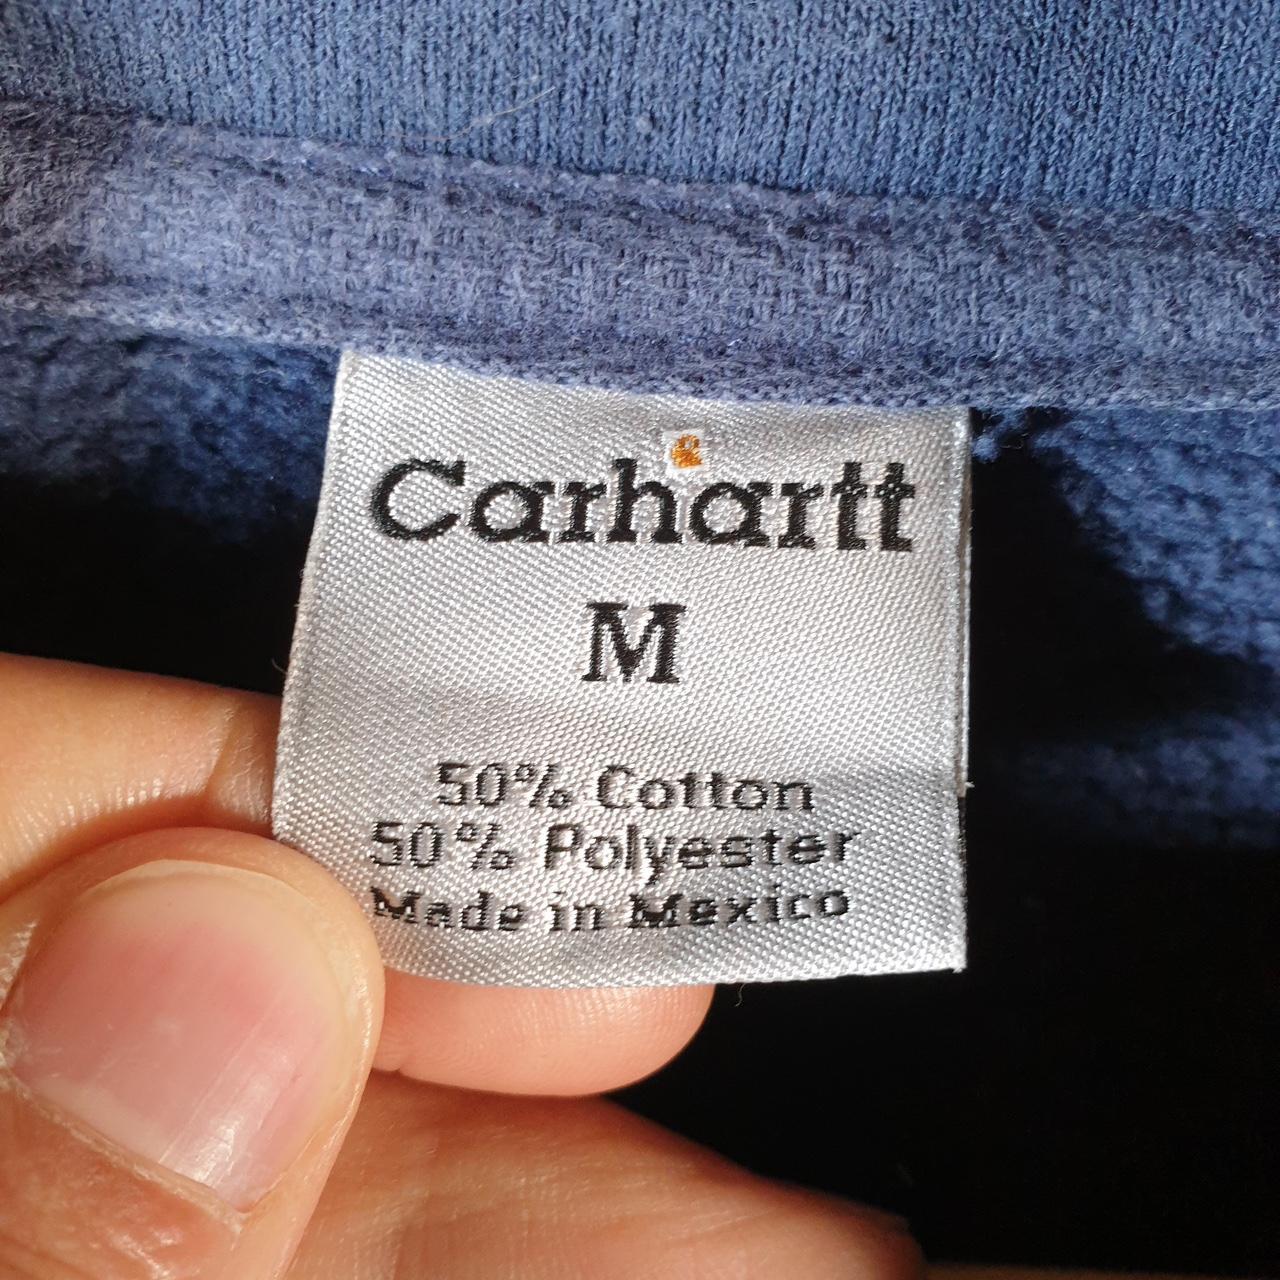 Carhartt
M
50% Cotton
50% Polyester
Made in Mexico